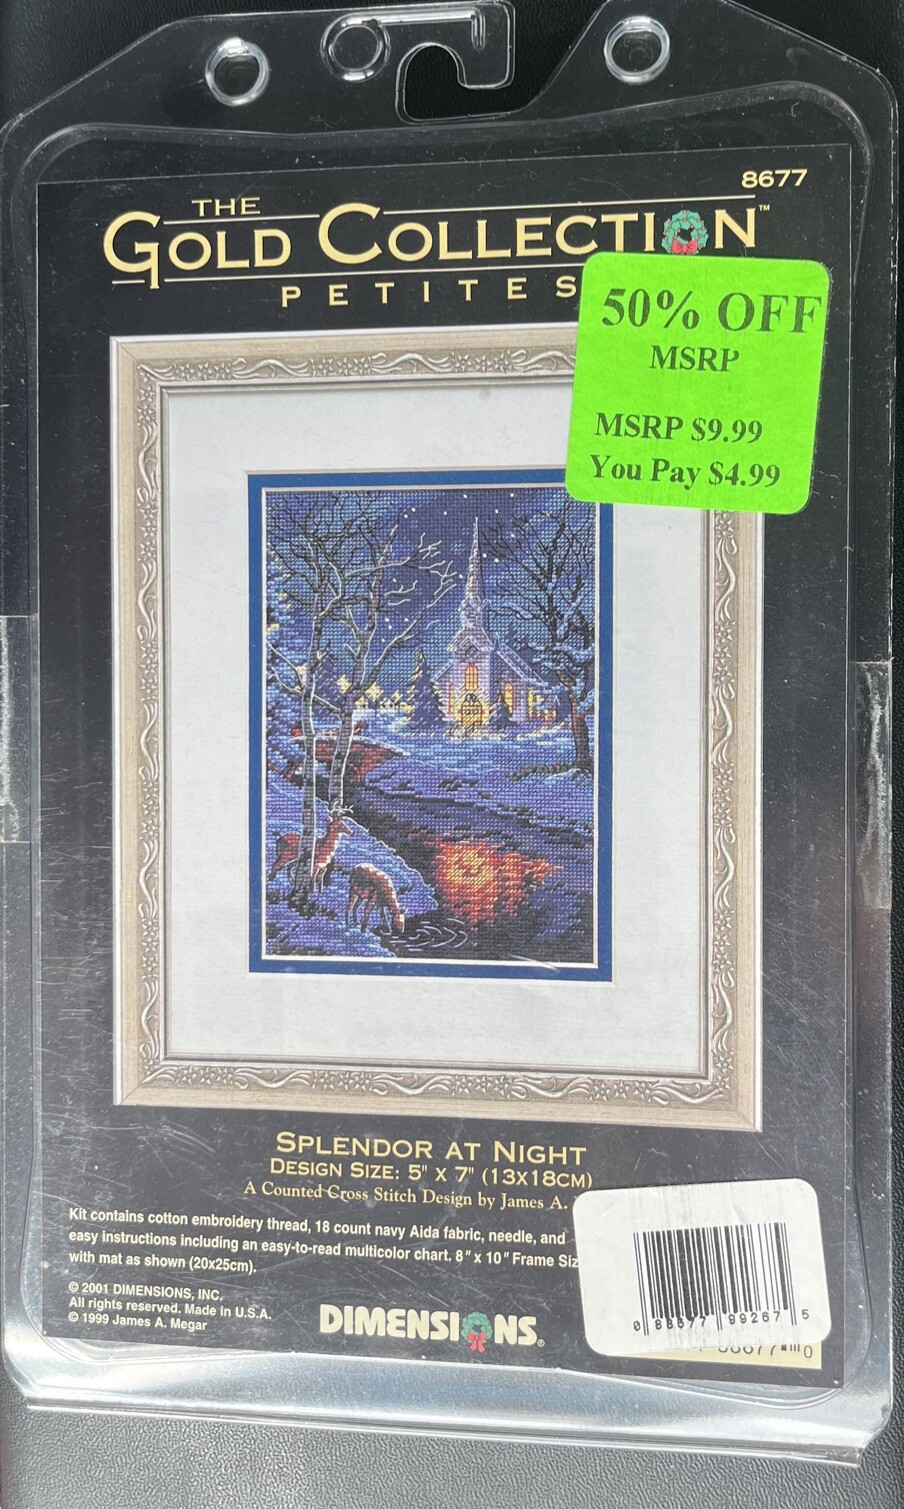 8677
THE
GOLD COLLECTION™
PETITES
50% OFF
MSRP
MSRP $9.99
You Pay $4.99
SPLENDOR AT NIGHT
DESIGN SIZE: 5" X 7" (13X18CM)
A Counted Cross Stitch Design by James A.
Kit contains cotton embroidery thread, 18 count navy Aida fabric, needle, and
easy instructions including an easy-to-read multicolor chart. 8" x 10" Frame Siz
with mat as shown (20x25cm).
© 2001 DIMENSIONS, INC.
All rights reserved. Made in U.S.A.
© 1999 James A. Megar
DIMENSIONS®
0 88677 99267 5